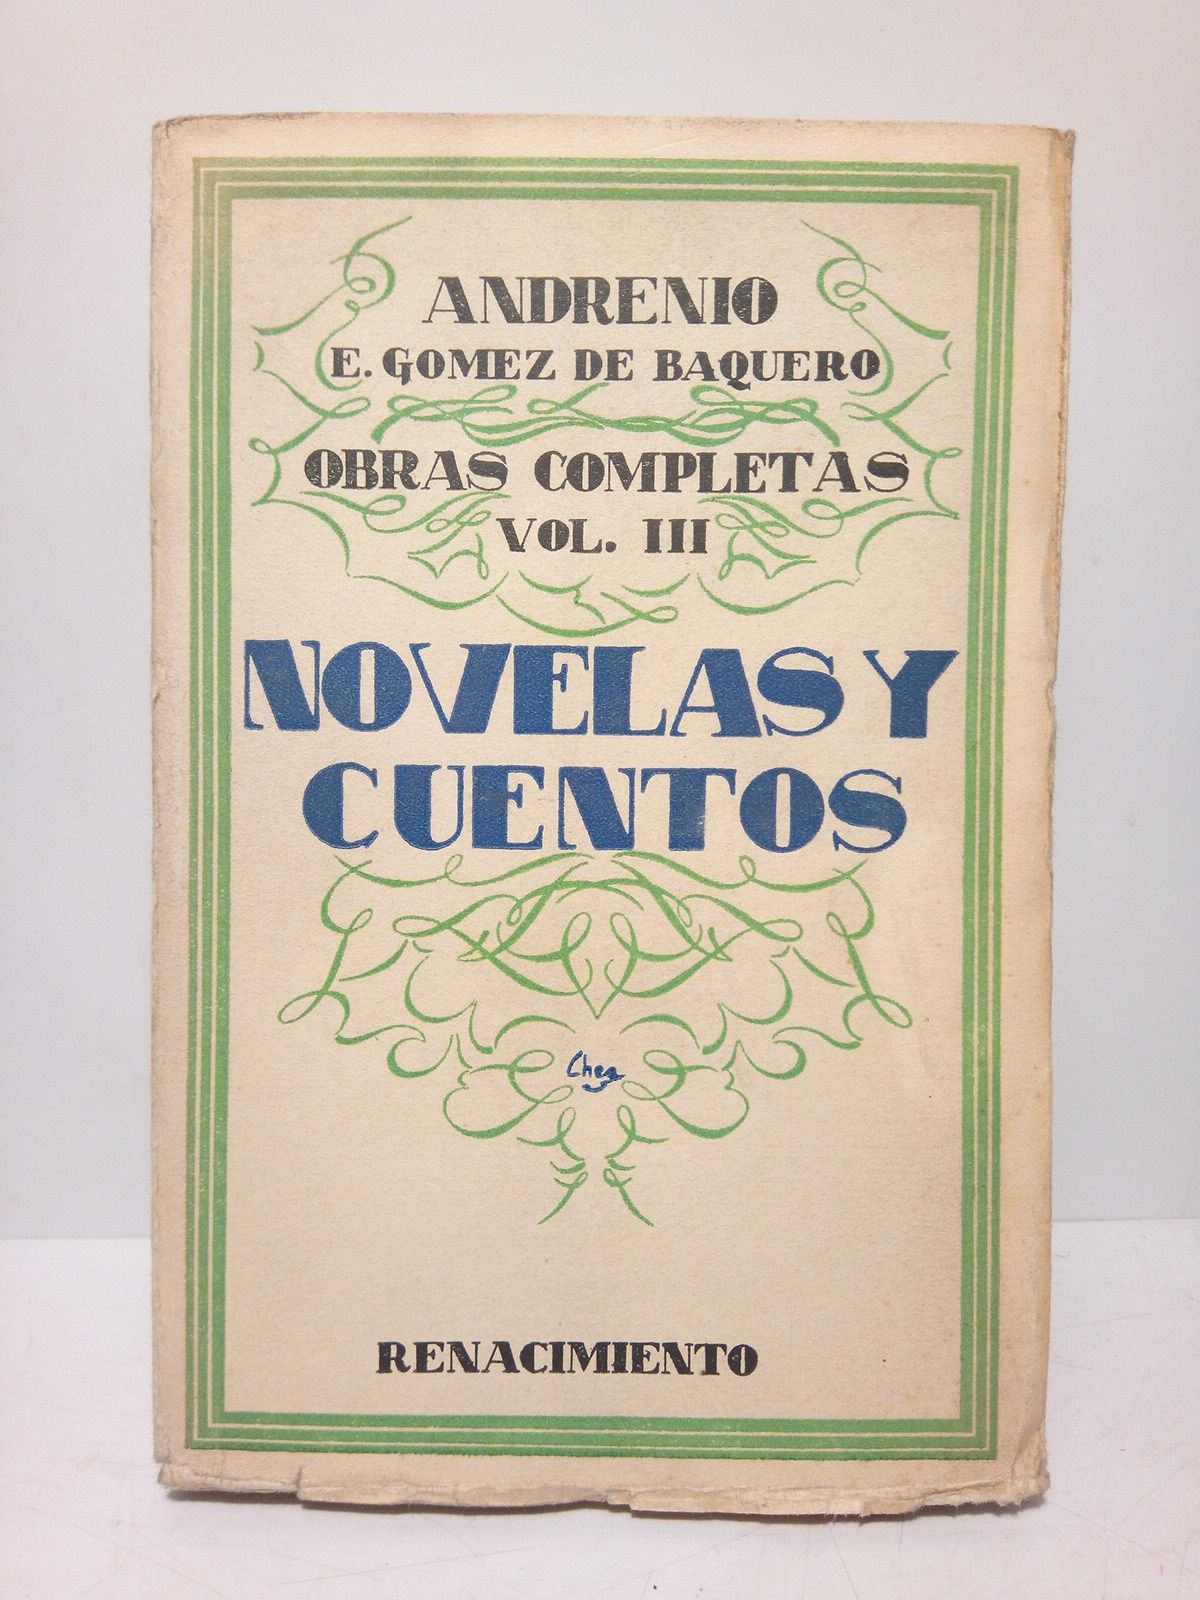 ANDRENIO
E. GOMEZ DE BAQUERO
OBRAS COMPLETAS
VOL. III
NOVELAS Y
CUENTOS
RENACIMIENTO